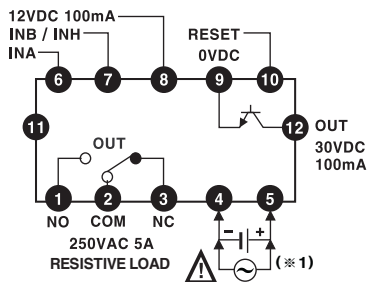 12VDC 100mA
INB / INH
INA
RESET
0VDC
6 7 8 9 10
11
OUT
12 OUT
30VDC
100mA
1 2 3 4 5
NO COM NC
250VAC 5A
RESISTIVE LOAD
− +
(※1)